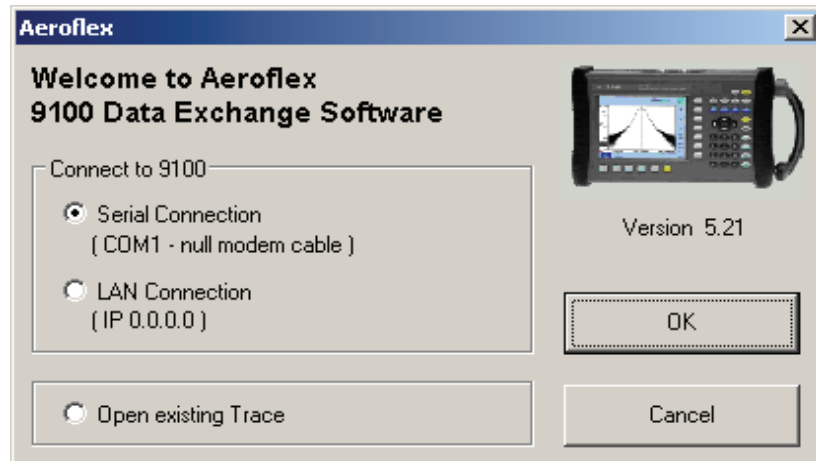 Aeroflex
Welcome to Aeroflex
9100 Data Exchange Software
Connect to 9100
Serial Connection
( COM1 - null modem cable )
LAN Connection
( IP 0.0.0.0 )
Open existing Trace
Version 5.21
OK
Cancel